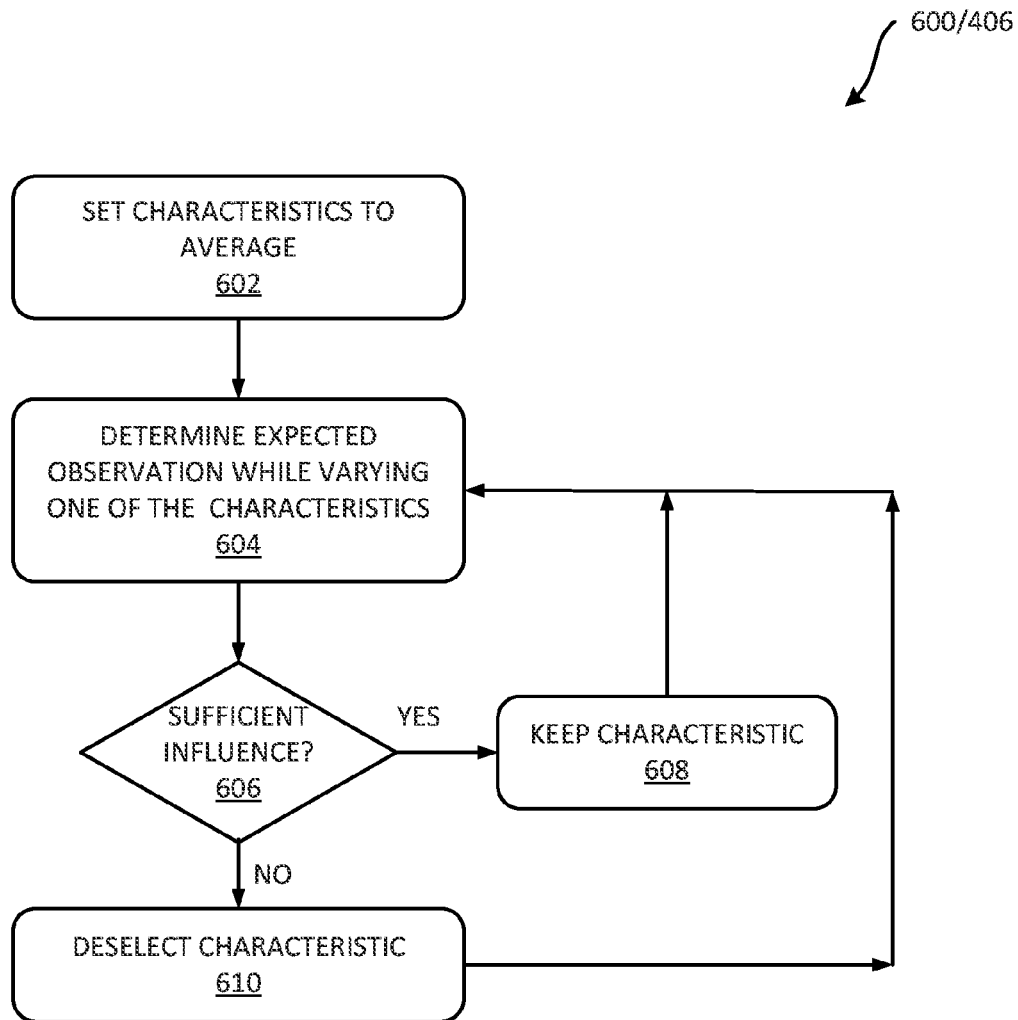 600/406
SET CHARACTERISTICS TO
AVERAGE
602
DETERMINE EXPECTED
OBSERVATION WHILE VARYING
ONE OF THE CHARACTERISTICS
604
SUFFICIENT
INFLUENCE?
606
YES
KEEP CHARACTERISTIC
608
NO
DESELECT CHARACTERISTIC
610